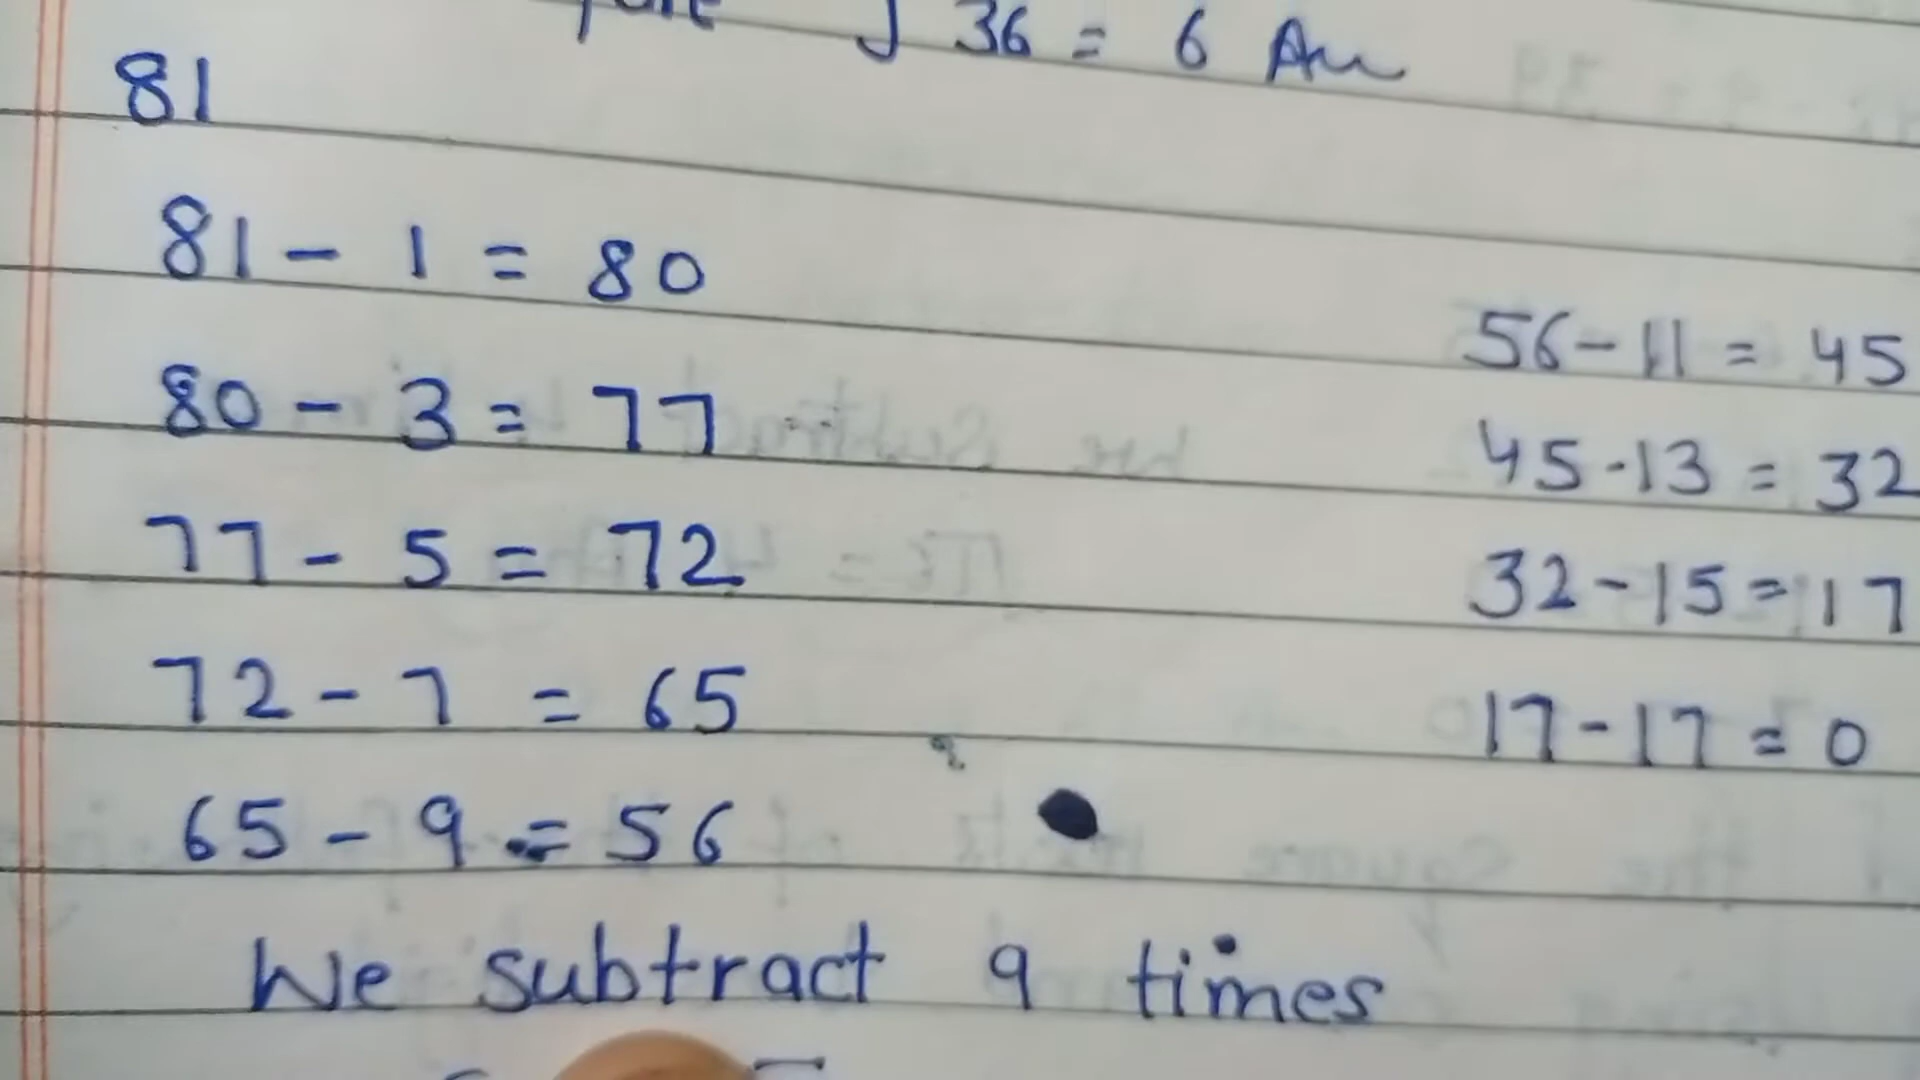 √36 = 6 Ans
81
81 - 1 = 80
80 - 3 = 77
77 - 5 = 72
72 - 7 = 65
65 - 9 = 56
56 - 11 = 45
45 - 13 = 32
32 - 15 = 17
17 - 17 = 0
We subtract 9 times